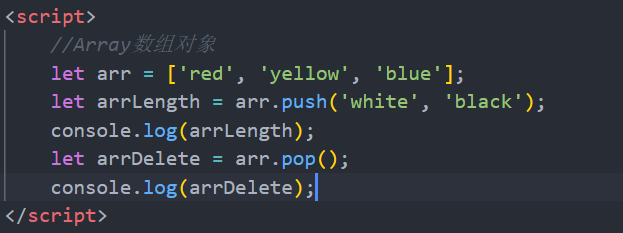 <script>
//Array数组对象
let arr = ['red', 'yellow', 'blue'];
let arrLength = arr.push('white', 'black');
console.log(arrLength);
let arrDelete = arr.pop();
console.log(arrDelete);
</script>